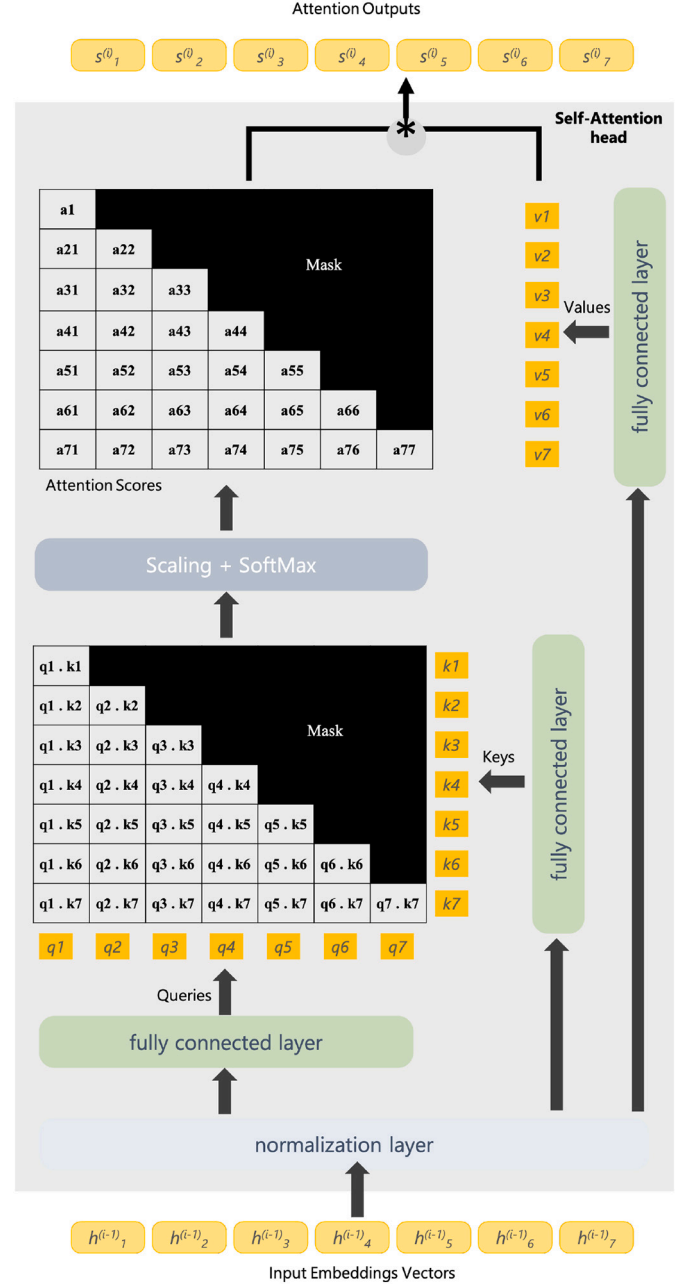 Attention Outputs
s(i)1 s(i)2 s(i)3 s(i)4 s(i)5 s(i)6 s(i)7
Self-Attention
head
*
a1
a21 a22
a31 a32 a33
a41 a42 a43 a44
a51 a52 a53 a54 a55
a61 a62 a63 a64 a65 a66
a71 a72 a73 a74 a75 a76 a77
Mask
v1
v2
v3
v4
v5
v6
v7
Values
fully connected layer
Attention Scores
Scaling + SoftMax
q1 . k1
q1 . k2 q2 . k2
q1 . k3 q2 . k3 q3 . k3
q1 . k4 q2 . k4 q3 . k4 q4 . k4
q1 . k5 q2 . k5 q3 . k5 q4 . k5 q5 . k5
q1 . k6 q2 . k6 q3 . k6 q4 . k6 q5 . k6 q6 . k6
q1 . k7 q2 . k7 q3 . k7 q4 . k7 q5 . k7 q6 . k7 q7 . k7
Mask
k1
k2
k3
k4
k5
k6
k7
Keys
fully connected layer
q1 q2 q3 q4 q5 q6 q7
Queries
fully connected layer
normalization layer
h(i-1)1 h(i-1)2 h(i-1)3 h(i-1)4 h(i-1)5 h(i-1)6 h(i-1)7
Input Embeddings Vectors